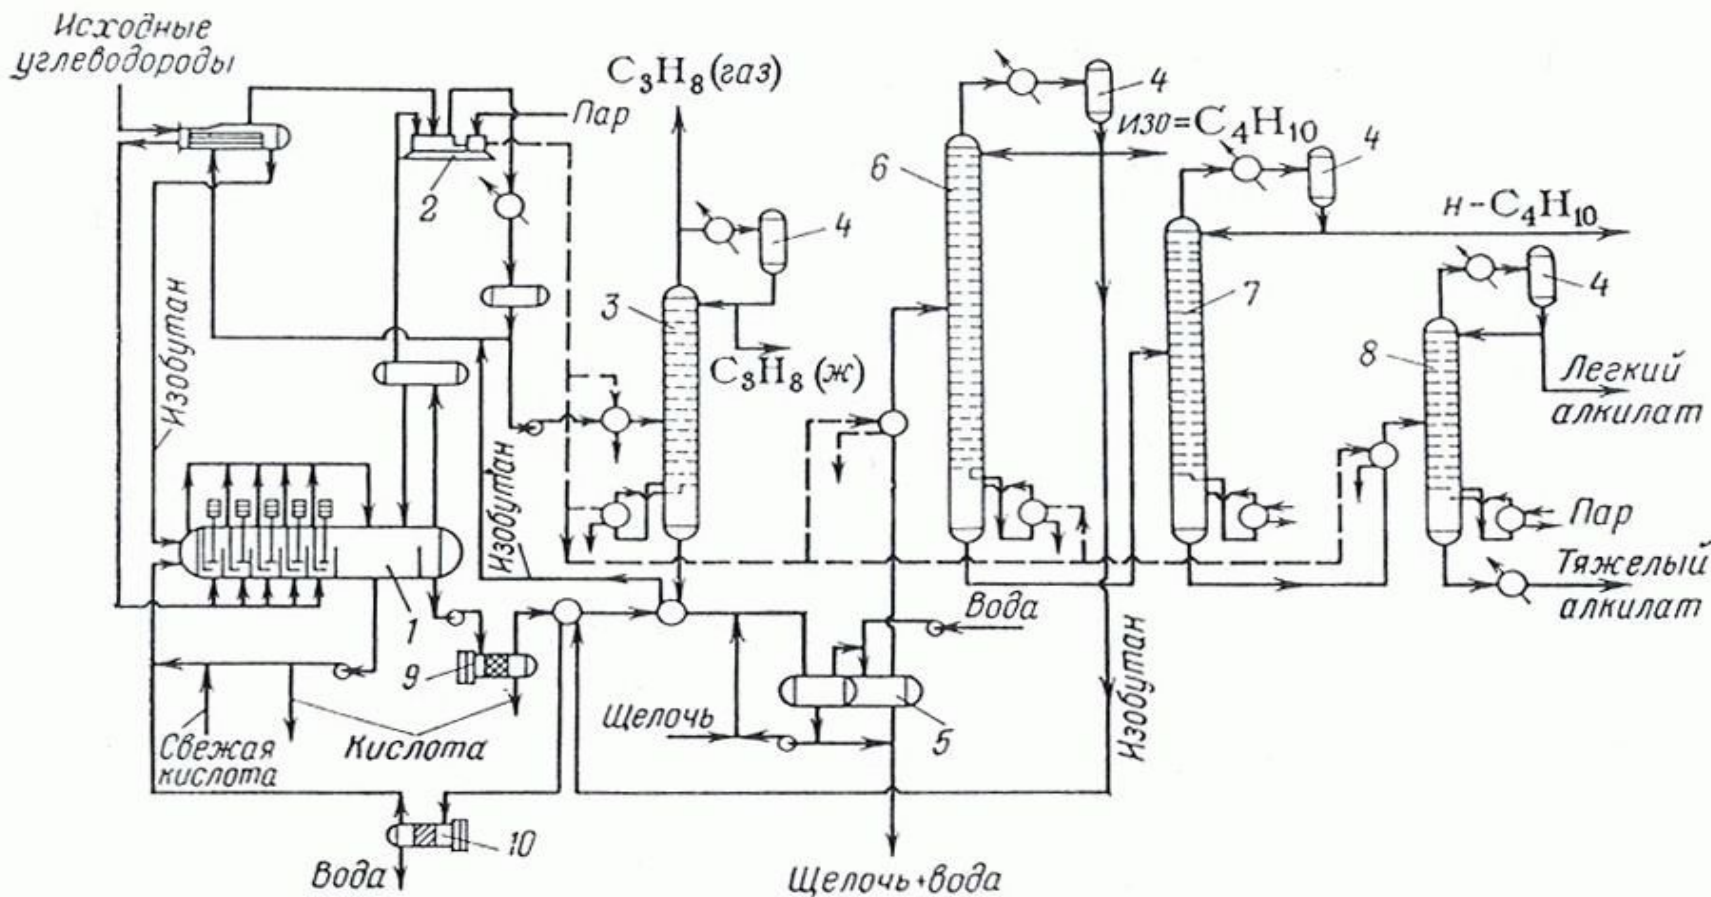 Исходные
углеводороды
C₃H₈(газ)
Пар
2
4
изо=C₄H₁₀
4
4
н-C₄H₁₀
6
3
7
4
8
C₃H₈(ж)
Легкий
алкилат
Изобутан
Изобутан
Пар
Тяжелый
алкилат
1
Вода
9
Изобутан
Щелочь
5
Свежая
кислота
Кислота
10
Вода
Щелочь+вода